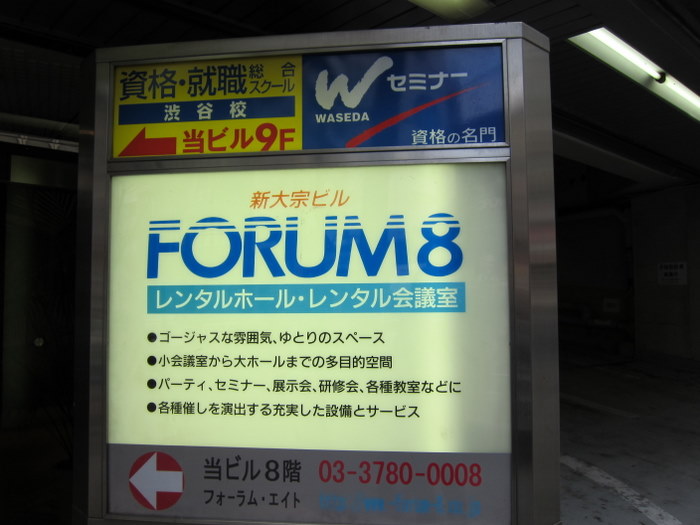 資格・就職総合スクール
渋谷校
当ビル9F
W セミナー
WASEDA
資格の名門
新大宗ビル
FORUM8
レンタルホール・レンタル会議室
●ゴージャスな雰囲気、ゆとりのスペース
●小会議室から大ホールまでの多目的空間
●パーティ、セミナー、展示会、研修会、各種教室などに
●各種催しを演出する充実した設備とサービス
当ビル8階 03-3780-0008
フォーラム・エイト